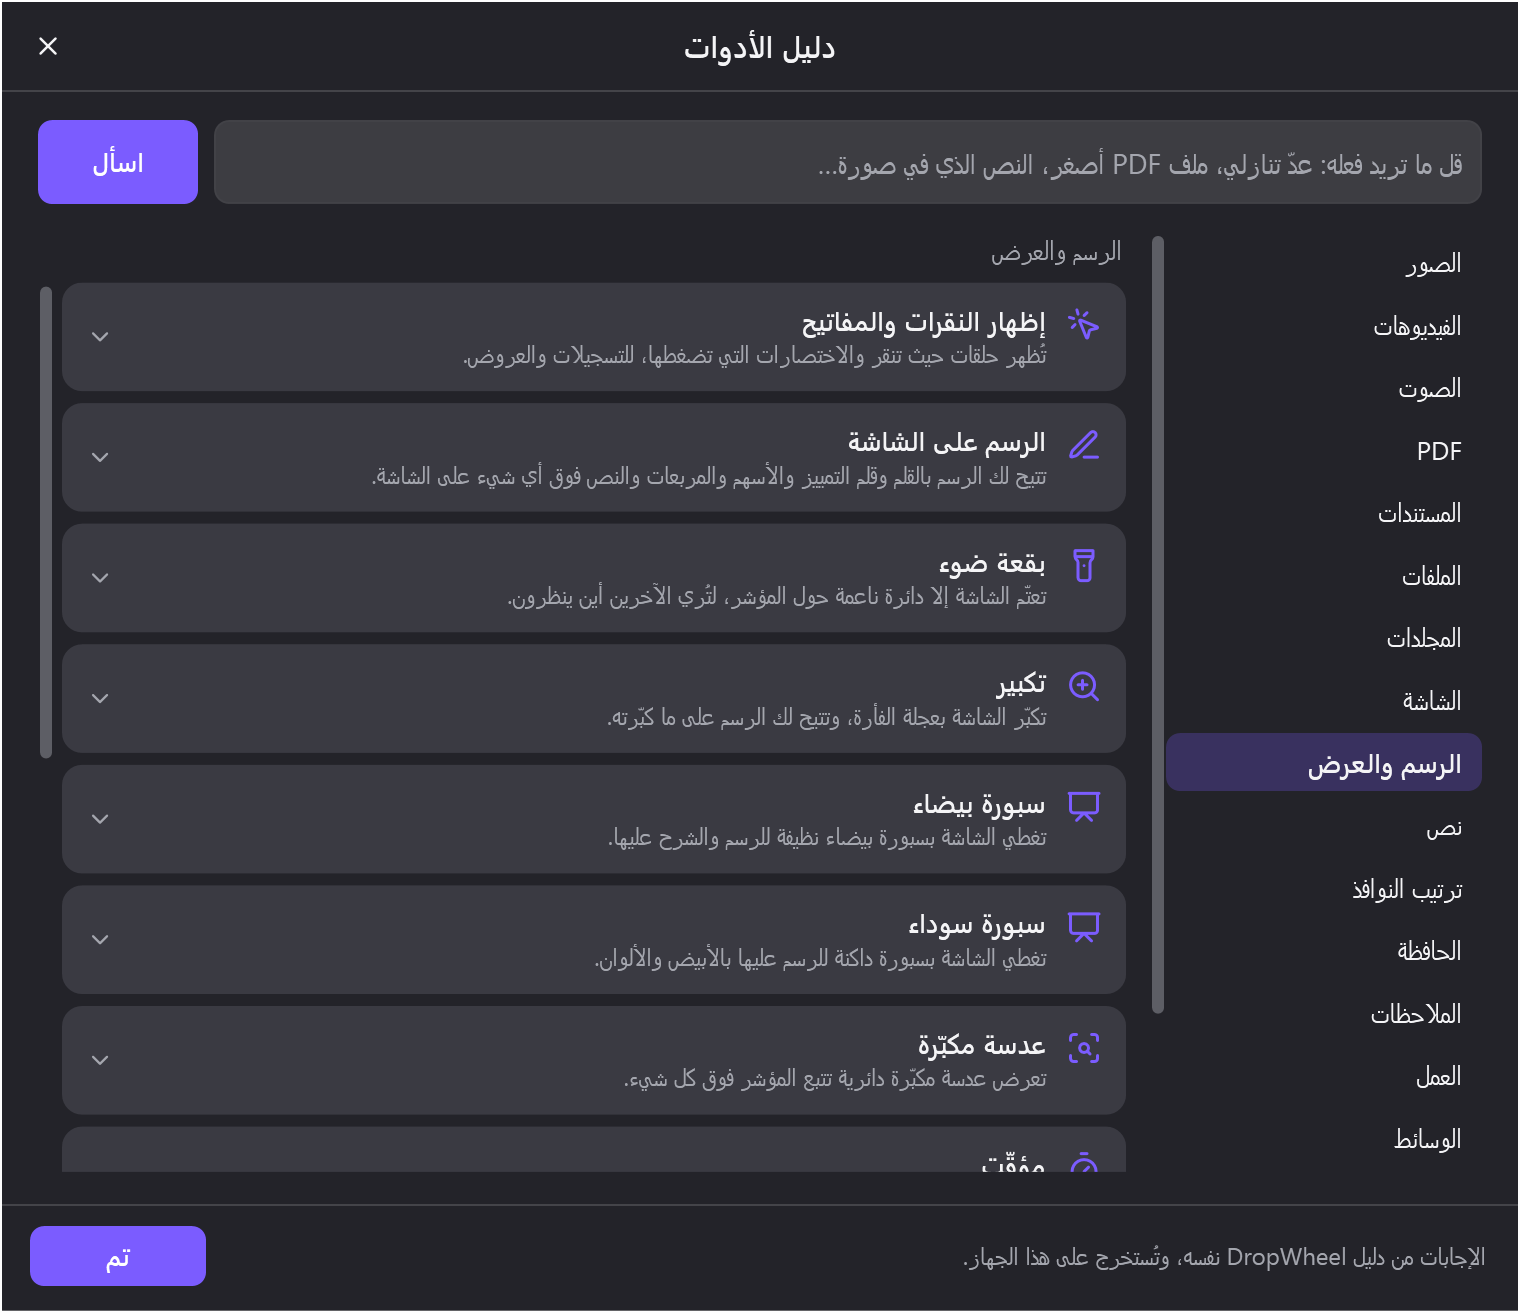 دليل الأدوات
قل ما تريد فعله: عدّ تنازلي، ملف PDF أصغر، النص الذي في صورة...
اسأل
الصور
الفيديوهات
الصوت
PDF
المستندات
الملفات
المجلدات
الشاشة
الرسم والعرض
نص
ترتيب النوافذ
الحافظة
الملاحظات
العمل
الوسائط
الرسم والعرض
إظهار النقرات والمفاتيح
تُظهر حلقات حيث تنقر والاختصارات التي تضغطها، للتسجيلات والعروض.
الرسم على الشاشة
تتيح لك الرسم بالقلم وقلم التمييز والأسهم والمربعات والنص فوق أي شيء على الشاشة.
بقعة ضوء
تعتّم الشاشة إلا دائرة ناعمة حول المؤشر، لتُري الآخرين أين ينظرون.
تكبير
تكبّر الشاشة بعجلة الفأرة، وتتيح لك الرسم على ما كبّرته.
سبورة بيضاء
تغطي الشاشة بسبورة بيضاء نظيفة للرسم والشرح عليها.
سبورة سوداء
تغطي الشاشة بسبورة داكنة للرسم عليها بالأبيض والألوان.
عدسة مكبّرة
تعرض عدسة مكبّرة دائرية تتبع المؤشر فوق كل شيء.
مؤقّت
الإجابات من دليل DropWheel نفسه، وتُستخرج على هذا الجهاز.
تم